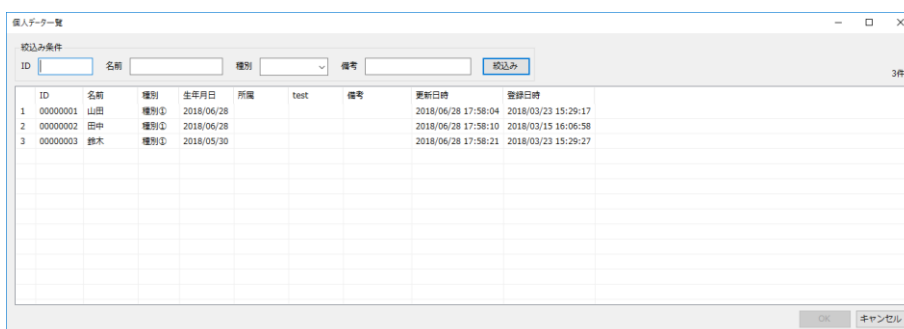 個人データ一覧
絞込み条件
ID 名前 種別 備考 絞込み
3件
ID 名前 種別 生年月日 所属 test 備考 更新日時 登録日時
1 00000001 山田 種別① 2018/06/28 2018/06/28 17:58:04 2018/03/23 15:29:17
2 00000002 田中 種別① 2018/06/28 2018/06/28 17:58:10 2018/03/15 16:06:58
3 00000003 鈴木 種別① 2018/05/30 2018/06/28 17:58:21 2018/03/23 15:29:27
OK キャンセル